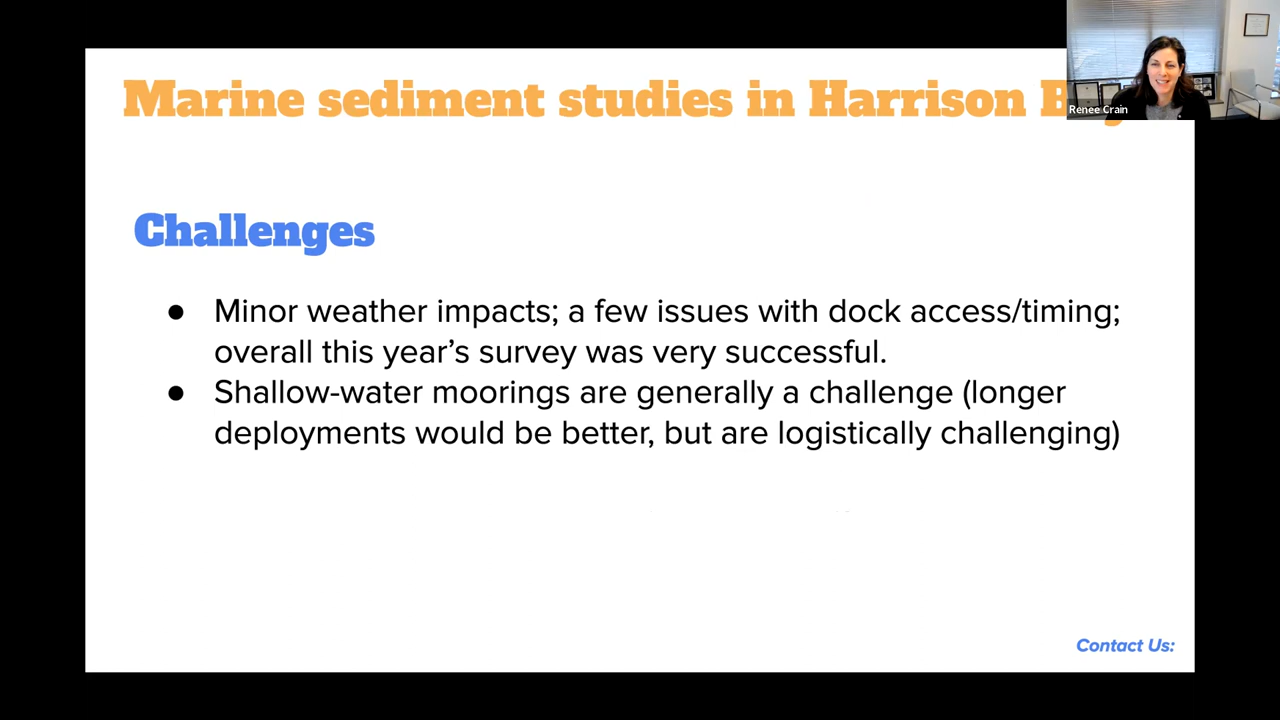 Marine sediment studies in Harrison
Renee Crain
Challenges
● Minor weather impacts; a few issues with dock access/timing;
overall this year’s survey was very successful.
● Shallow-water moorings are generally a challenge (longer
deployments would be better, but are logistically challenging)
Contact Us: